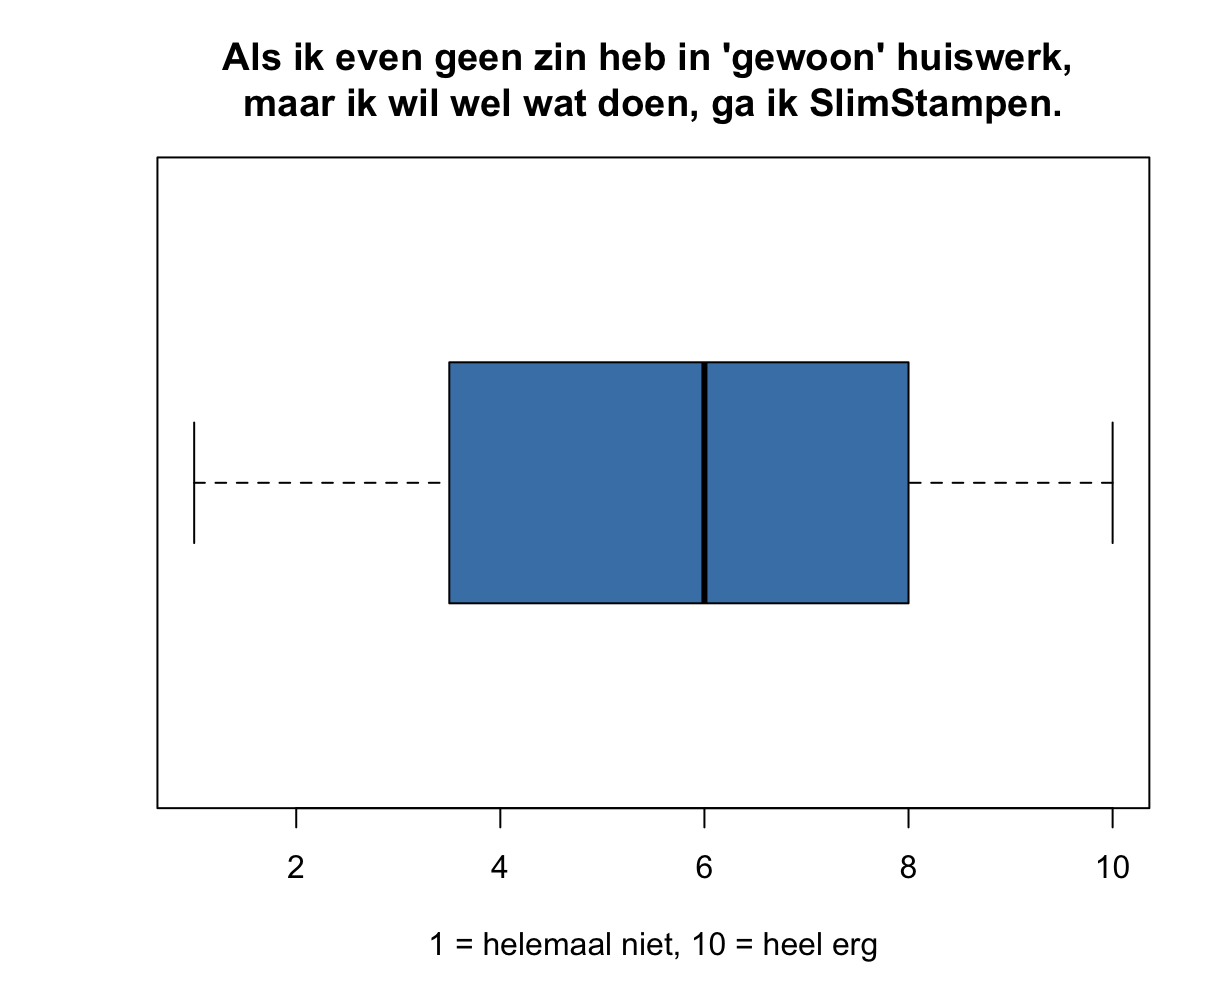 Als ik even geen zin heb in 'gewoon' huiswerk,
maar ik wil wel wat doen, ga ik SlimStampen.
2 4 6 8 10
1 = helemaal niet, 10 = heel erg